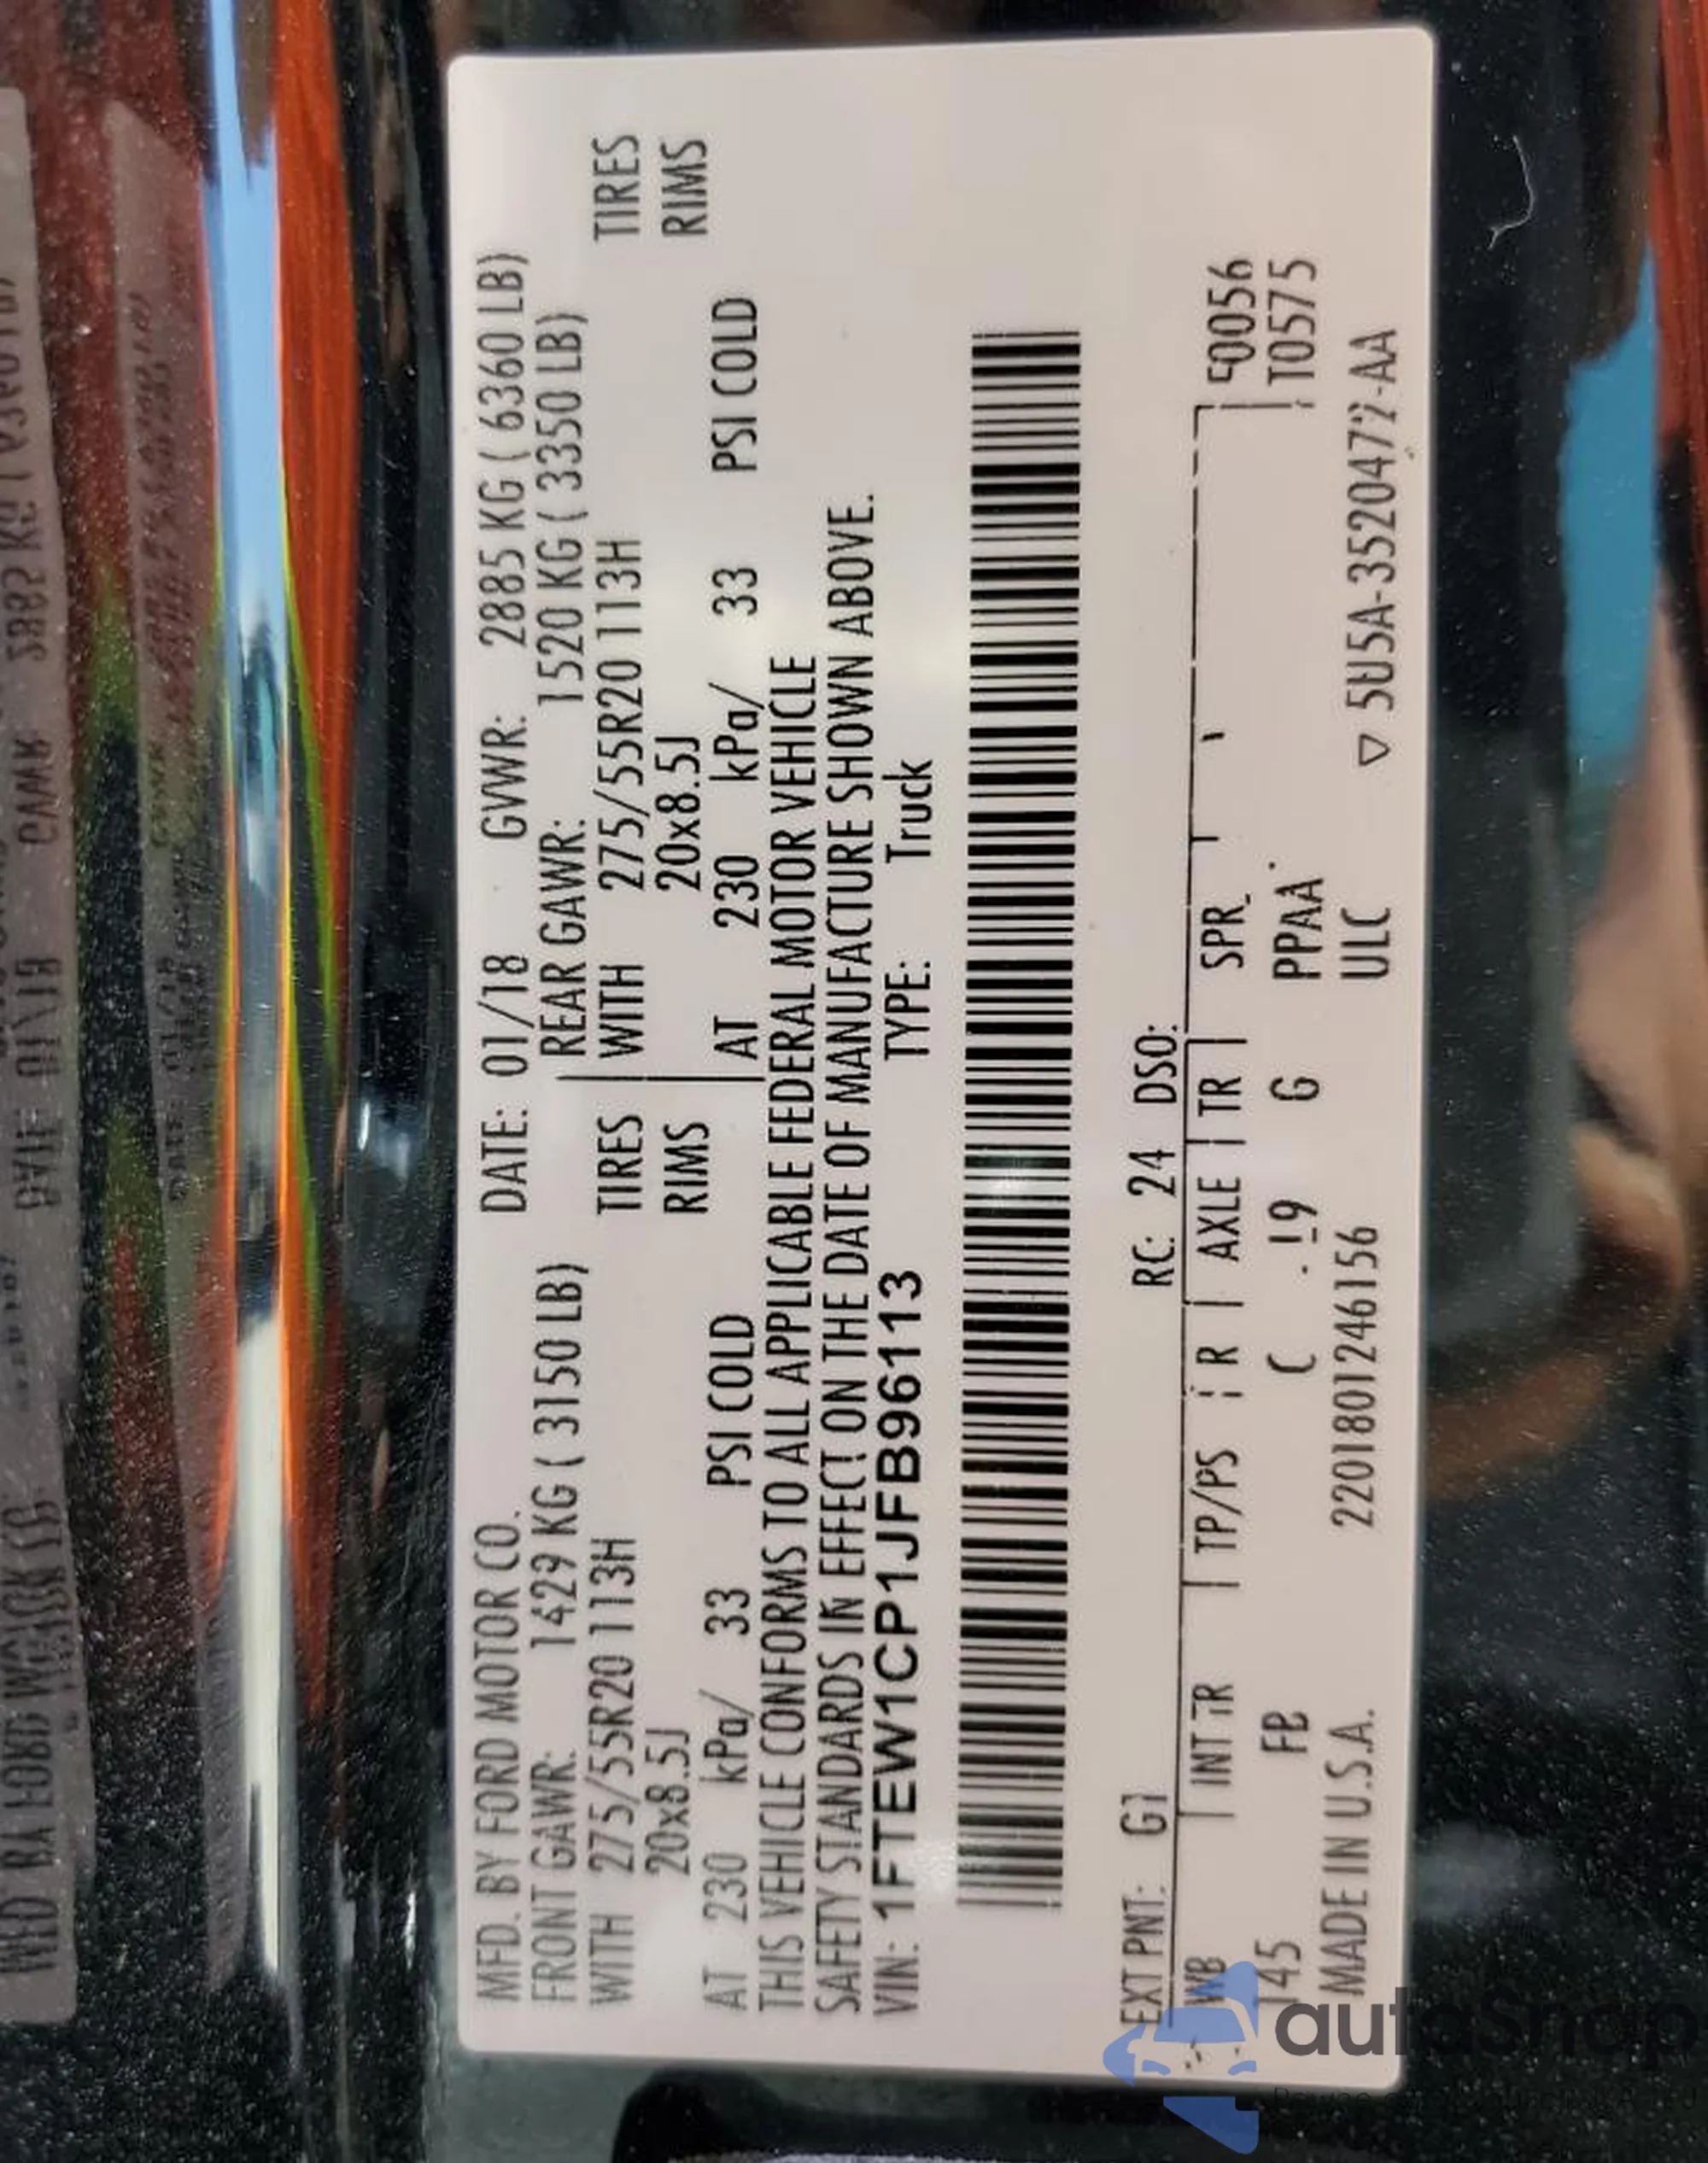 MFD. BY FORD MOTOR CO. DATE: 01/18 GVWR: 2885 KG ( 6360 LB)
FRONT GAWR: 1429 KG ( 3150 LB) REAR GAWR: 1520 KG ( 3350 LB)
WITH 275/55R20 113H TIRES WITH 275/55R20 113H TIRES
20x8.5J RIMS 20x8.5J RIMS
AT 230 kPa/ 33 PSI COLD AT 230 kPa/ 33 PSI COLD
THIS VEHICLE CONFORMS TO ALL APPLICABLE FEDERAL MOTOR VEHICLE
SAFETY STANDARDS IN EFFECT ON THE DATE OF MANUFACTURE SHOWN ABOVE.
VIN: 1FTEW1CP1JFB96113 TYPE: Truck
EXT PNT: G1 RC: 24 DSO:
WB INT TR TP/PS R AXLE TR SPR 50056
145 C 19 G PPAA T0575
MADE IN U.S.A. 2201801246156 ULC ▽ 5U5A-3520472-AA
autoSnap